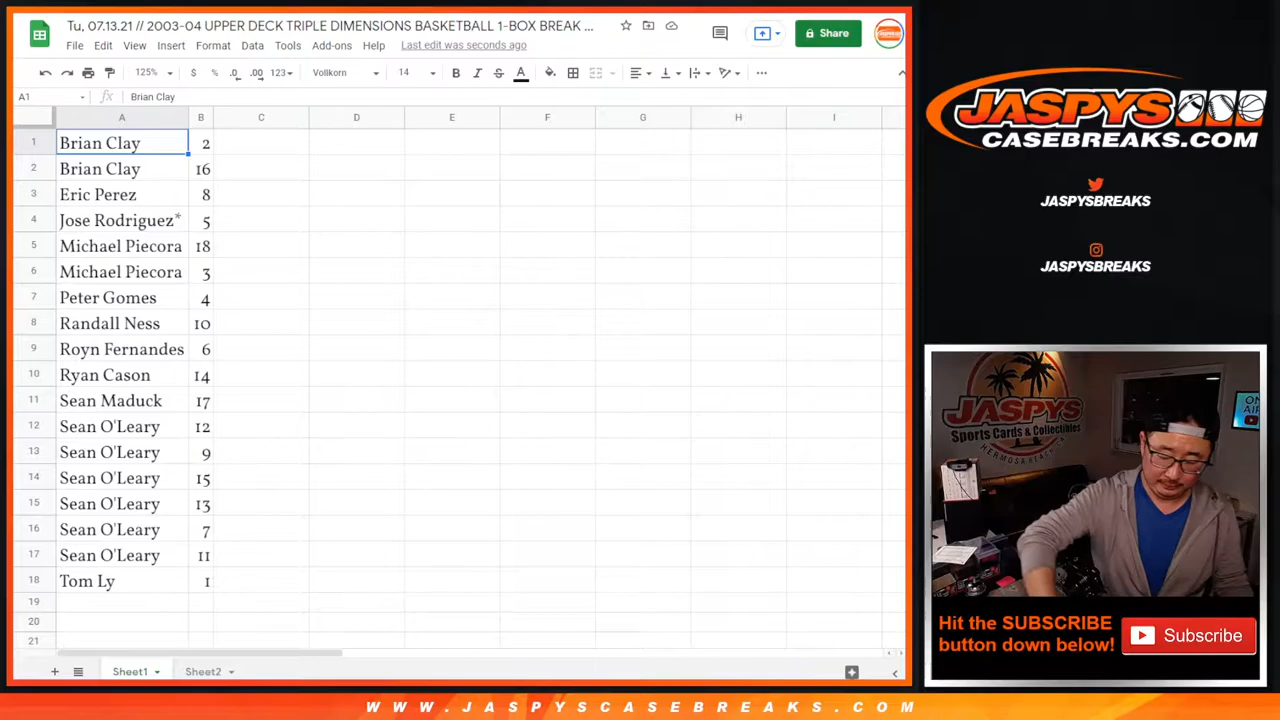 Tu, 07.13.21 // 2003-04 UPPER DECK TRIPLE DIMENSIONS BASKETBALL 1-BOX BREAK ...
File Edit View Insert Format Data Tools Add-ons Help Last edit was seconds ago
Share
125% $ % .0 .00 123 Vollkorn 14 B I S A
A1 fx Brian Clay
A B C D E F G H I
1 Brian Clay 2
2 Brian Clay 16
3 Eric Perez 8
4 Jose Rodriguez* 5
5 Michael Piecora 18
6 Michael Piecora 3
7 Peter Gomes 4
8 Randall Ness 10
9 Royn Fernandes 6
10 Ryan Cason 14
11 Sean Maduck 17
12 Sean O'Leary 12
13 Sean O'Leary 9
14 Sean O'Leary 15
15 Sean O'Leary 13
16 Sean O'Leary 7
17 Sean O'Leary 11
18 Tom Ly 1
19
20
21
Sheet1 Sheet2
JASPYS
CASEBREAKS.COM
JASPYSBREAKS
JASPYSBREAKS
JASPYS
Sports Cards & Collectibles
HERMOSA BEACH, CA
ON
AIR
Hit the SUBSCRIBE
button down below!
Subscribe
WWW.JASPYSCASEBREAKS.COM